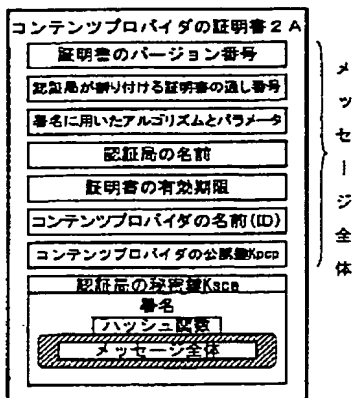 コンテンツプロバイダの証明書2A
証明書のバージョン番号
認証局が割り付ける証明書の通し番号
署名に用いたアルゴリズムとパラメータ
認証局の名前
証明書の有効期限
コンテンツプロバイダの名前(ID)
コンテンツプロバイダの公開鍵Kpcp
認証局の秘密鍵Ksca
署名
ハッシュ関数
メッセージ全体
メッセージ全体